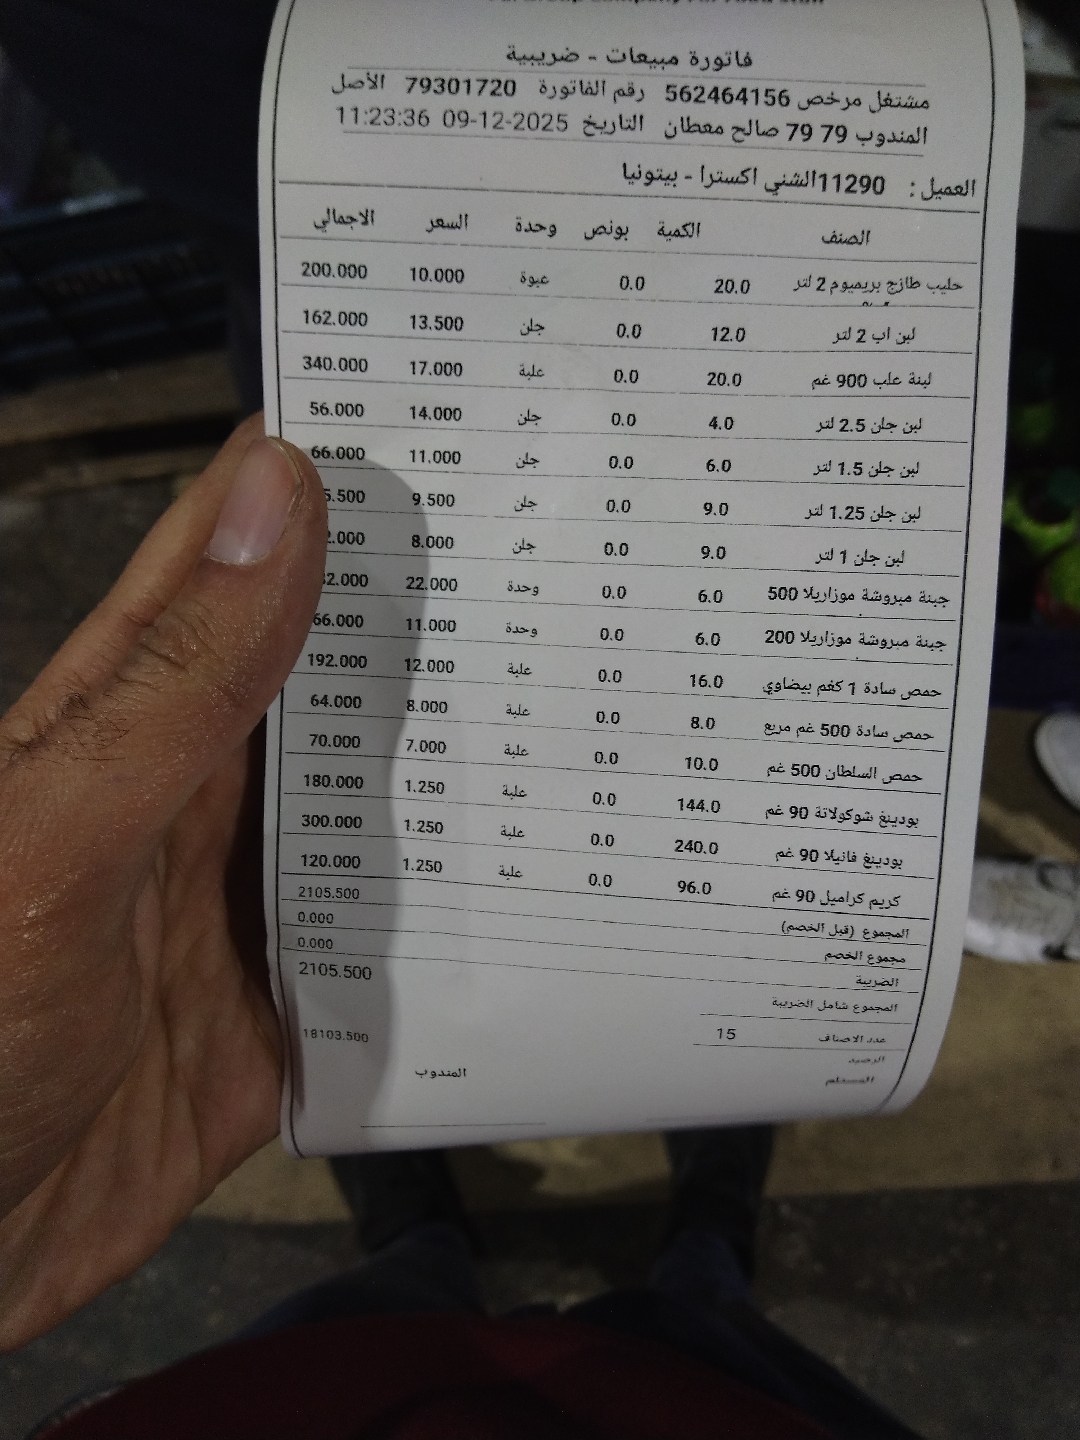 فاتورة مبيعات - ضريبية
مشتغل مرخص 562464156 رقم الفاتورة 79301720 الأصل
المندوب 79 79 صالح معطان التاريخ 09-12-2025 11:23:36
العميل : 11290الشني اكسترا - بيتونيا
الصنف الكمية بونص وحدة السعر الاجمالي
حليب طازج بريميوم 2 لتر 20.0 0.0 عبوة 10.000 200.000
لبن اب 2 لتر 12.0 0.0 جلن 13.500 162.000
لبنة علب 900 غم 20.0 0.0 علبة 17.000 340.000
لبن جلن 2.5 لتر 4.0 0.0 جلن 14.000 56.000
لبن جلن 1.5 لتر 6.0 0.0 جلن 11.000 66.000
لبن جلن 1.25 لتر 9.0 0.0 جلن 9.500 5.500
لبن جلن 1 لتر 9.0 0.0 جلن 8.000 2.000
جبنة مبروشة موزاريلا 500 6.0 0.0 وحدة 22.000 32.000
جبنة مبروشة موزاريلا 200 6.0 0.0 وحدة 11.000 66.000
حمص سادة 1 كغم بيضاوي 16.0 0.0 علبة 12.000 192.000
حمص سادة 500 غم مربع 8.0 0.0 علبة 8.000 64.000
حمص السلطان 500 غم 10.0 0.0 علبة 7.000 70.000
بودينغ شوكولاتة 90 غم 144.0 0.0 علبة 1.250 180.000
بودينغ فانيلا 90 غم 240.0 0.0 علبة 1.250 300.000
كريم كراميل 90 غم 96.0 0.0 علبة 1.250 120.000
المجموع (قبل الخصم) 2105.500
مجموع الخصم 0.000
الضريبة 0.000
المجموع شامل الضريبة 2105.500
عدد الاصناف 15
الرصيد 18103.500
المستلم المندوب